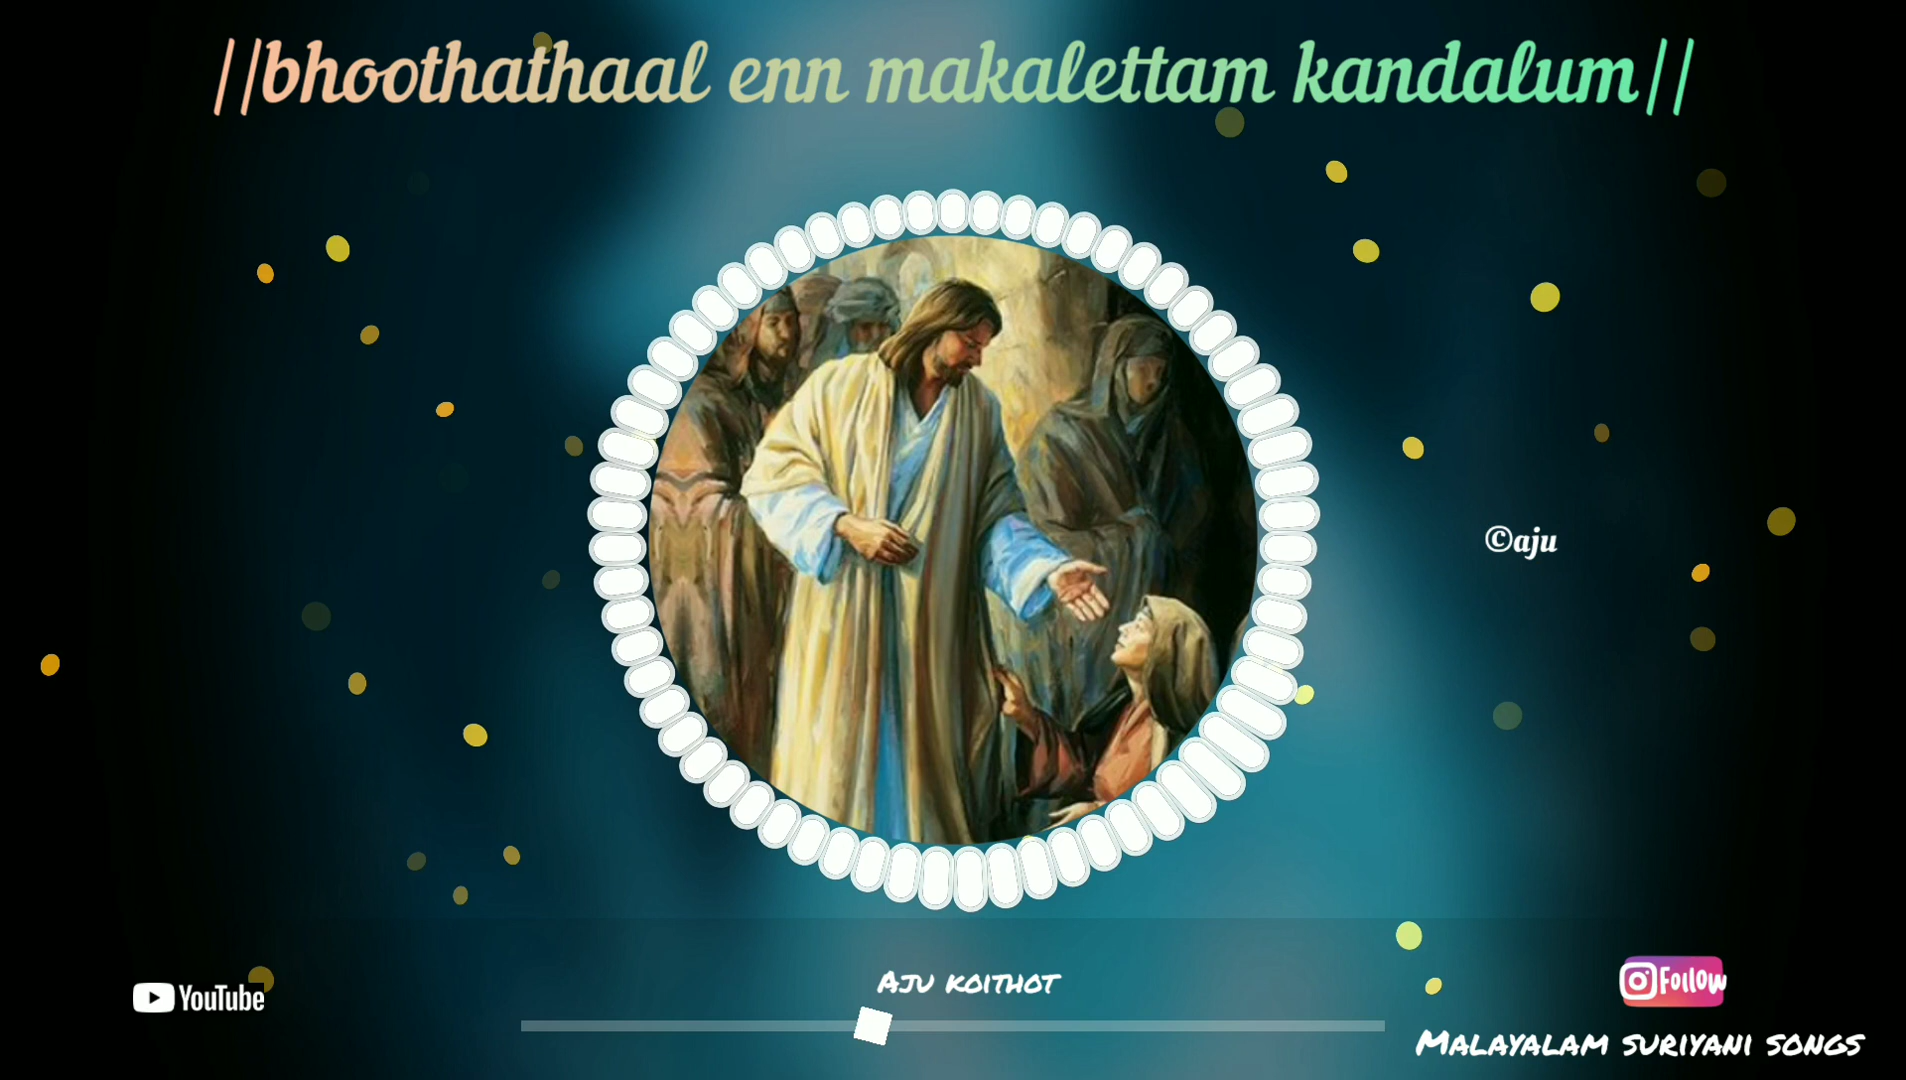 ||bhoothathaal enn makalettam kandalum||
©aju
Aju koithot
YouTube
Follow
Malayalam suriyani songs